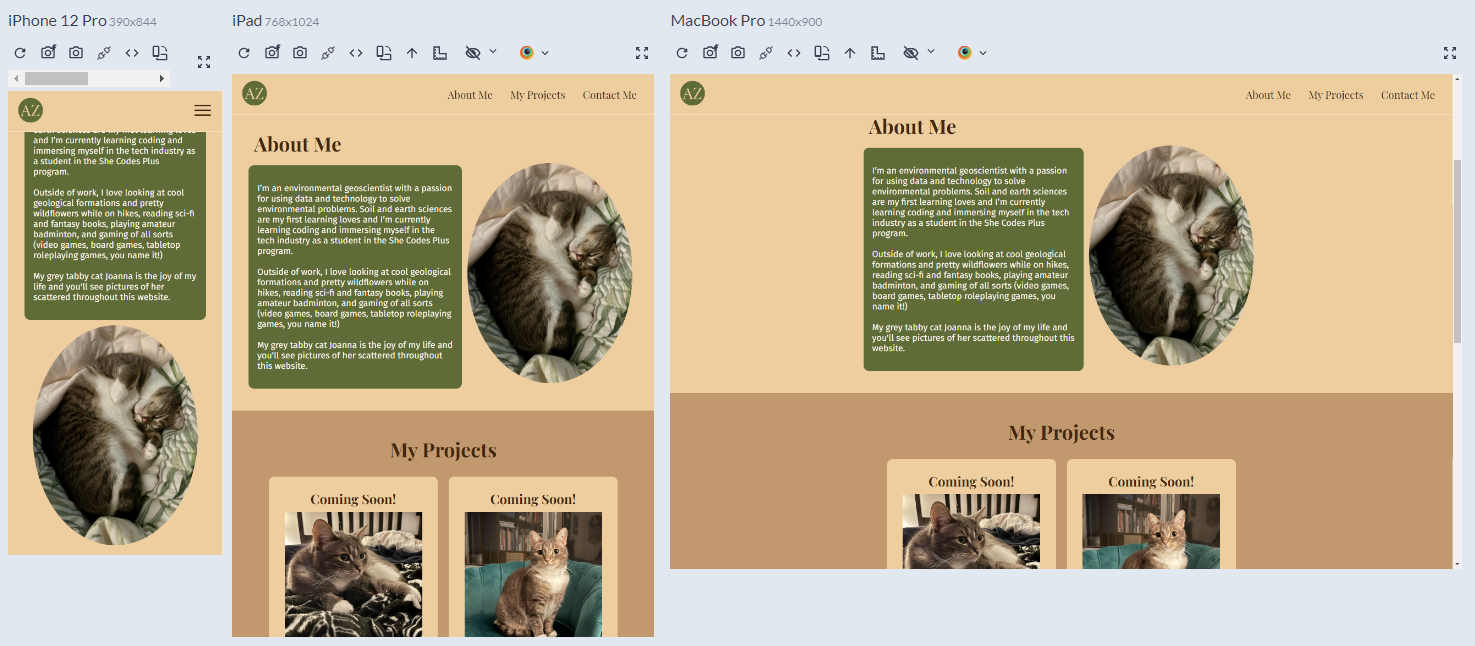 iPhone 12 Pro 390x844
AZ
and I'm currently learning coding and
immersing myself in the tech industry as
a student in the She Codes Plus
program.
Outside of work, I love looking at cool
geological formations and pretty
wildflowers while on hikes, reading sci-fi
and fantasy books, playing amateur
badminton, and gaming of all sorts
(video games, board games, tabletop
roleplaying games, you name it!)
My grey tabby cat Joanna is the joy of my
life and you'll see pictures of her
scattered throughout this website.
iPad 768x1024
AZ
About Me My Projects Contact Me
About Me
I'm an environmental geoscientist with a passion
for using data and technology to solve
environmental problems. Soil and earth sciences
are my first learning loves and I'm currently
learning coding and immersing myself in the
tech industry as a student in the She Codes Plus
program.
Outside of work, I love looking at cool geological
formations and pretty wildflowers while on
hikes, reading sci-fi and fantasy books, playing
amateur badminton, and gaming of all sorts
(video games, board games, tabletop roleplaying
games, you name it!)
My grey tabby cat Joanna is the joy of my life and
you'll see pictures of her scattered throughout
this website.
My Projects
Coming Soon!
Coming Soon!
MacBook Pro 1440x900
AZ
About Me My Projects Contact Me
About Me
I'm an environmental geoscientist with a passion
for using data and technology to solve
environmental problems. Soil and earth sciences
are my first learning loves and I'm currently
learning coding and immersing myself in the tech
industry as a student in the She Codes Plus
program.
Outside of work, I love looking at cool geological
formations and pretty wildflowers while on hikes,
reading sci-fi and fantasy books, playing amateur
badminton, and gaming of all sorts (video games,
board games, tabletop roleplaying games, you
name it!)
My grey tabby cat Joanna is the joy of my life and
you'll see pictures of her scattered throughout this
website.
My Projects
Coming Soon!
Coming Soon!